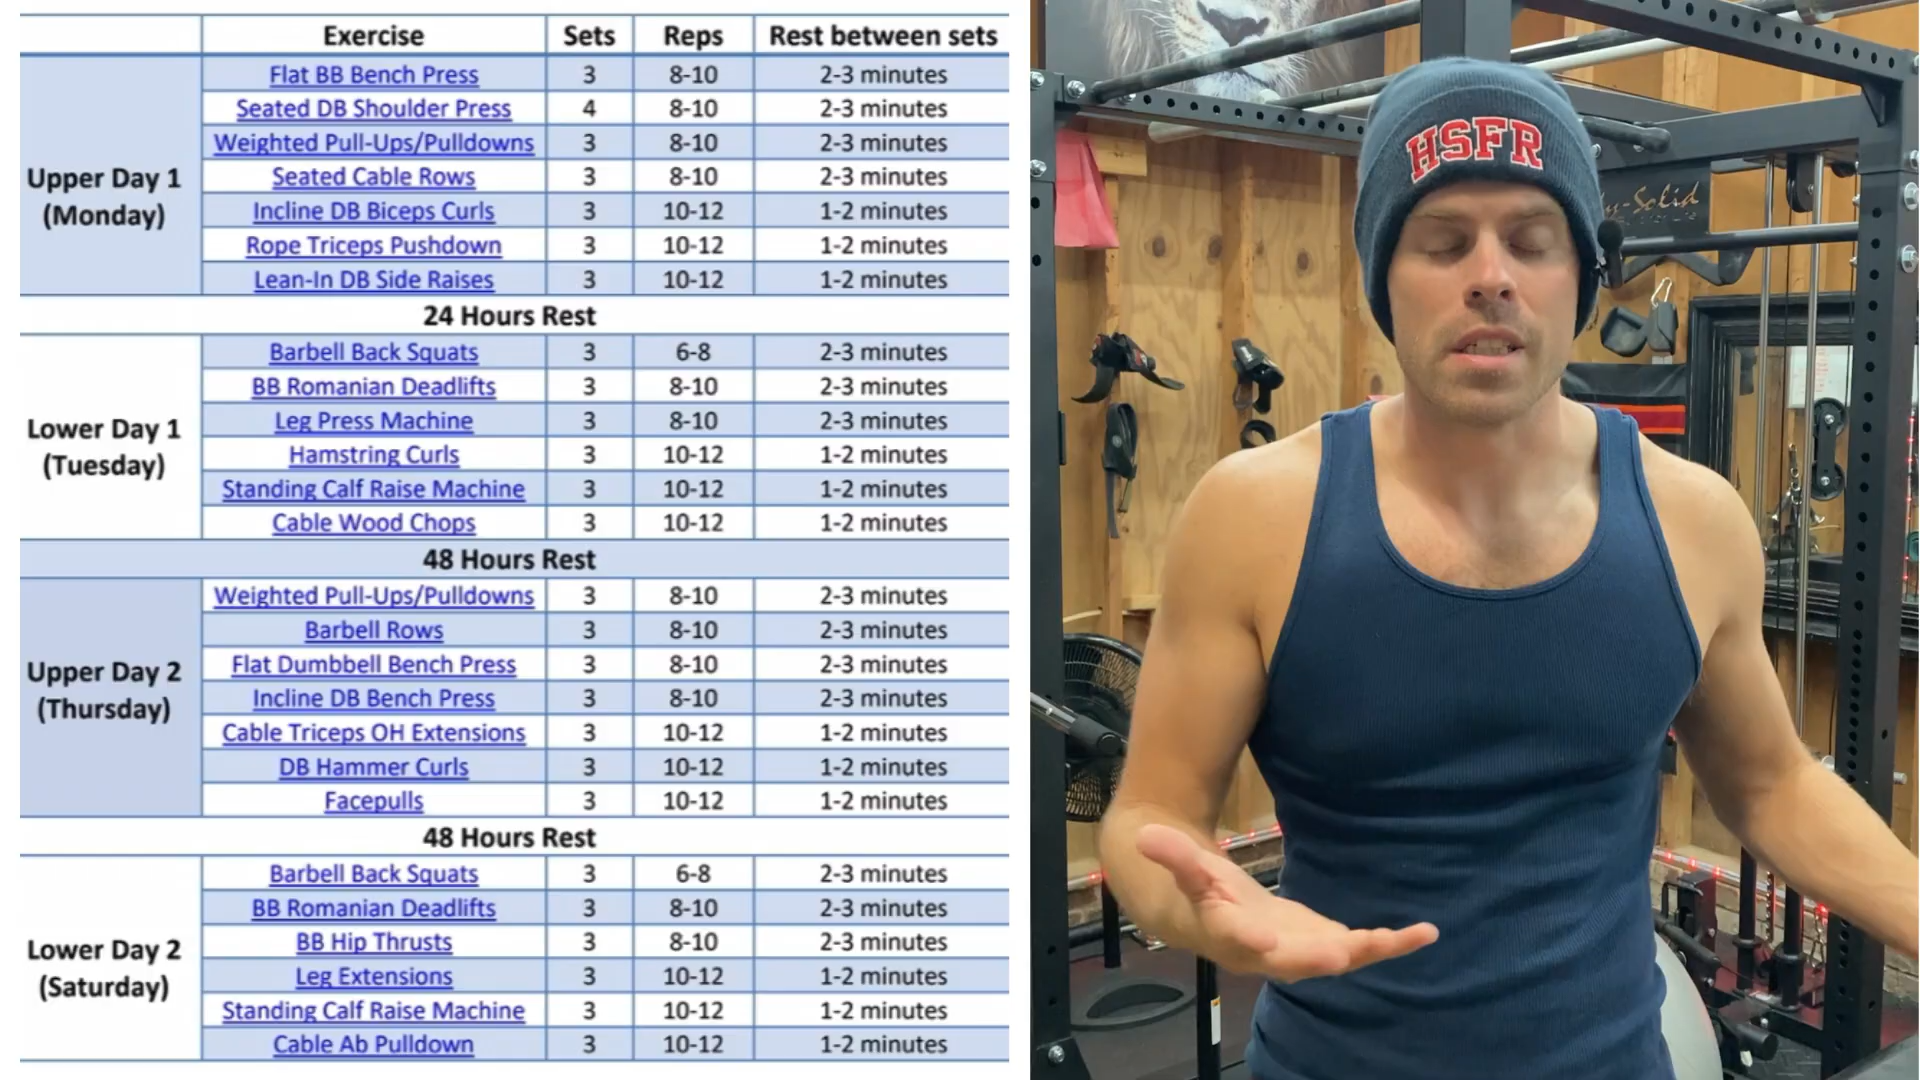 Exercise Sets Reps Rest between sets
Upper Day 1
(Monday)
Flat BB Bench Press 3 8-10 2-3 minutes
Seated DB Shoulder Press 4 8-10 2-3 minutes
Weighted Pull-Ups/Pulldowns 3 8-10 2-3 minutes
Seated Cable Rows 3 8-10 2-3 minutes
Incline DB Biceps Curls 3 10-12 1-2 minutes
Rope Triceps Pushdown 3 10-12 1-2 minutes
Lean-In DB Side Raises 3 10-12 1-2 minutes
24 Hours Rest
Lower Day 1
(Tuesday)
Barbell Back Squats 3 6-8 2-3 minutes
BB Romanian Deadlifts 3 8-10 2-3 minutes
Leg Press Machine 3 8-10 2-3 minutes
Hamstring Curls 3 10-12 1-2 minutes
Standing Calf Raise Machine 3 10-12 1-2 minutes
Cable Wood Chops 3 10-12 1-2 minutes
48 Hours Rest
Upper Day 2
(Thursday)
Weighted Pull-Ups/Pulldowns 3 8-10 2-3 minutes
Barbell Rows 3 8-10 2-3 minutes
Flat Dumbbell Bench Press 3 8-10 2-3 minutes
Incline DB Bench Press 3 8-10 2-3 minutes
Cable Triceps OH Extensions 3 10-12 1-2 minutes
DB Hammer Curls 3 10-12 1-2 minutes
Facepulls 3 10-12 1-2 minutes
48 Hours Rest
Lower Day 2
(Saturday)
Barbell Back Squats 3 6-8 2-3 minutes
BB Romanian Deadlifts 3 8-10 2-3 minutes
BB Hip Thrusts 3 8-10 2-3 minutes
Leg Extensions 3 10-12 1-2 minutes
Standing Calf Raise Machine 3 10-12 1-2 minutes
Cable Ab Pulldown 3 10-12 1-2 minutes
HSFR
y-Solid